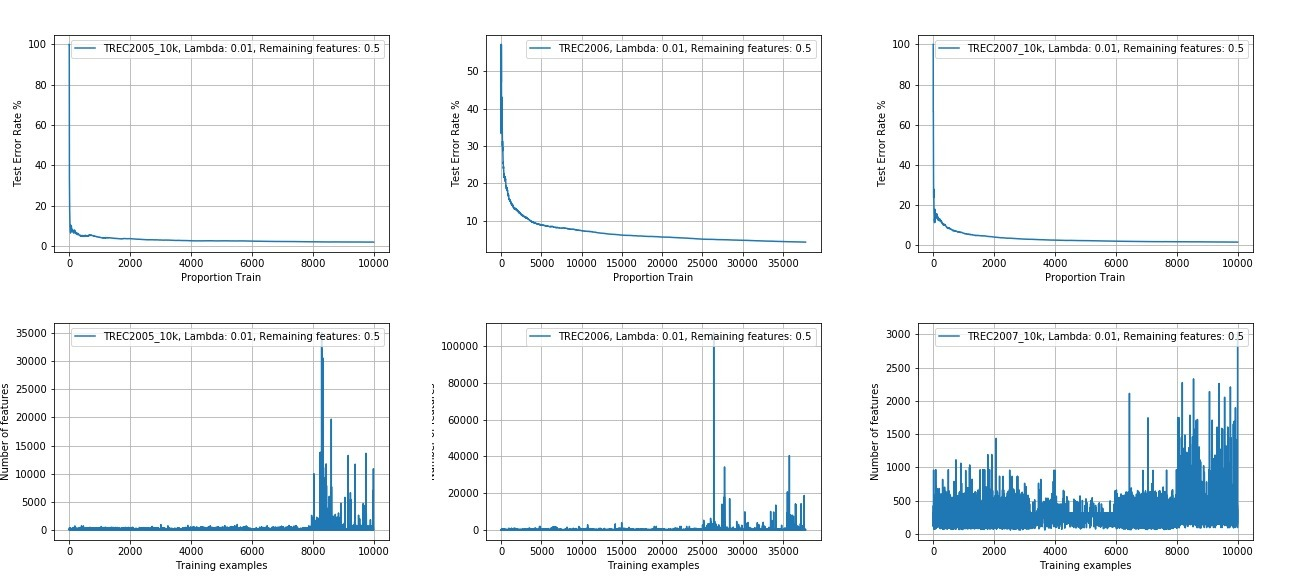 TREC2005_10k, Lambda: 0.01, Remaining features: 0.5
100
80
60
40
20
0
Test Error Rate %
0 2000 4000 6000 8000 10000
Proportion Train
TREC2006, Lambda: 0.01, Remaining features: 0.5
50
40
30
20
10
Test Error Rate %
0 5000 10000 15000 20000 25000 30000 35000
Proportion Train
TREC2007_10k, Lambda: 0.01, Remaining features: 0.5
100
80
60
40
20
0
Test Error Rate %
0 2000 4000 6000 8000 10000
Proportion Train
TREC2005_10k, Lambda: 0.01, Remaining features: 0.5
35000
30000
25000
20000
15000
10000
5000
0
Number of features
0 2000 4000 6000 8000 10000
Training examples
TREC2006, Lambda: 0.01, Remaining features: 0.5
100000
80000
60000
40000
20000
0
Number of features
0 5000 10000 15000 20000 25000 30000 35000
Training examples
TREC2007_10k, Lambda: 0.01, Remaining features: 0.5
3000
2500
2000
1500
1000
500
0
Number of features
0 2000 4000 6000 8000 10000
Training examples